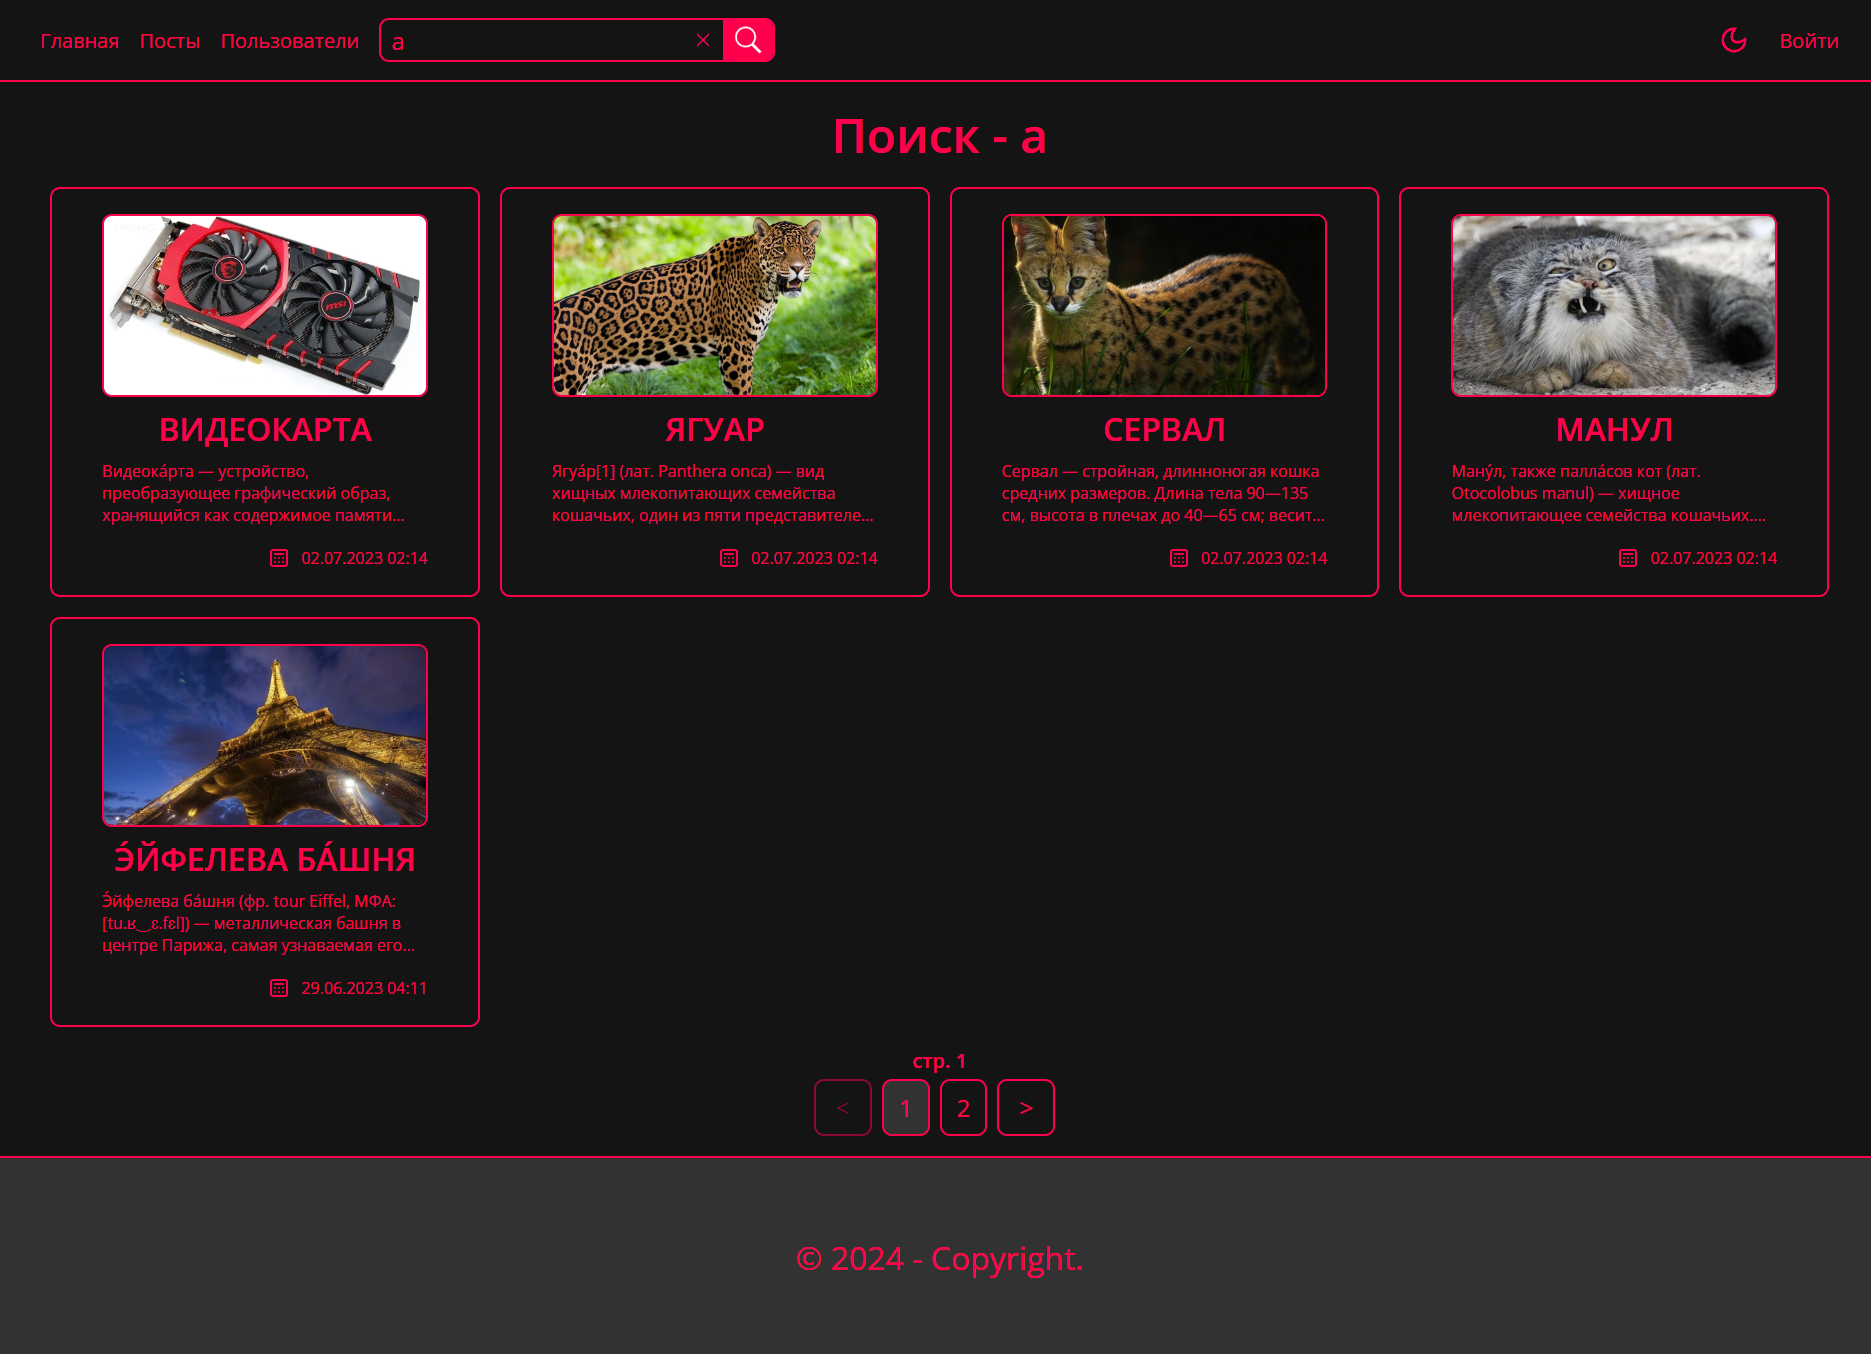 Главная Посты Пользователи а Войти
Поиск - а
ВИДЕОКАРТА
Видеока́рта — устройство,
преобразующее графический образ,
хранящийся как содержимое памяти...
02.07.2023 02:14
ЯГУАР
Ягуа́р[1] (лат. Panthera onca) — вид
хищных млекопитающих семейства
кошачьих, один из пяти представителе...
02.07.2023 02:14
СЕРВАЛ
Сервал — стройная, длинноногая кошка
средних размеров. Длина тела 90—135
см, высота в плечах до 40—65 см; весит...
02.07.2023 02:14
МАНУЛ
Ману́л, также палла́сов кот (лат.
Otocolobus manul) — хищное
млекопитающее семейства кошачьих....
02.07.2023 02:14
Э́ЙФЕЛЕВА БА́ШНЯ
Э́йфелева ба́шня (фр. tour Eiffel, МФА:
[tu.ʁ‿ɛ.fɛl]) — металлическая башня в
центре Парижа, самая узнаваемая его...
29.06.2023 04:11
стр. 1
< 1 2 >
© 2024 - Copyright.